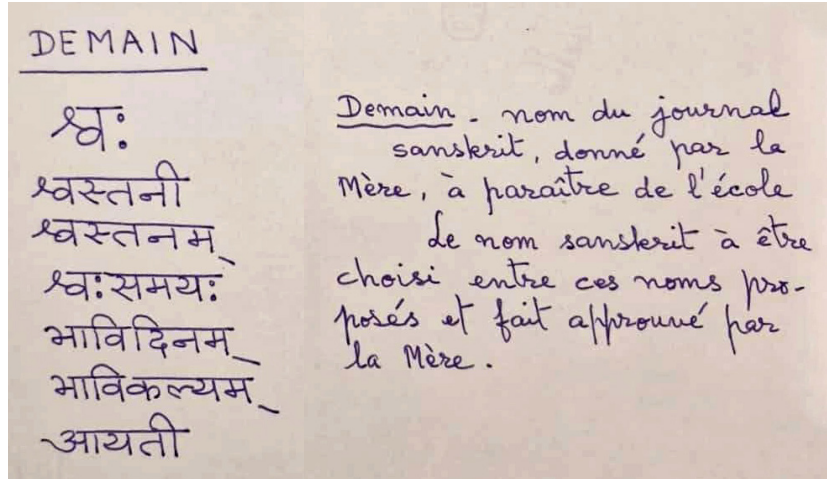 DEMAIN
श्वः
श्वस्तनी
श्वस्तनम्
श्वःसमयः
भाविदिनम्
भाविकल्यम्
आयती
Demain - nom du journal
sanskrit, donné par la
Mère, à paraître de l'école
Le nom sanskrit à être
choisi entre ces noms pro-
posés et fait approuvé par
la Mère.